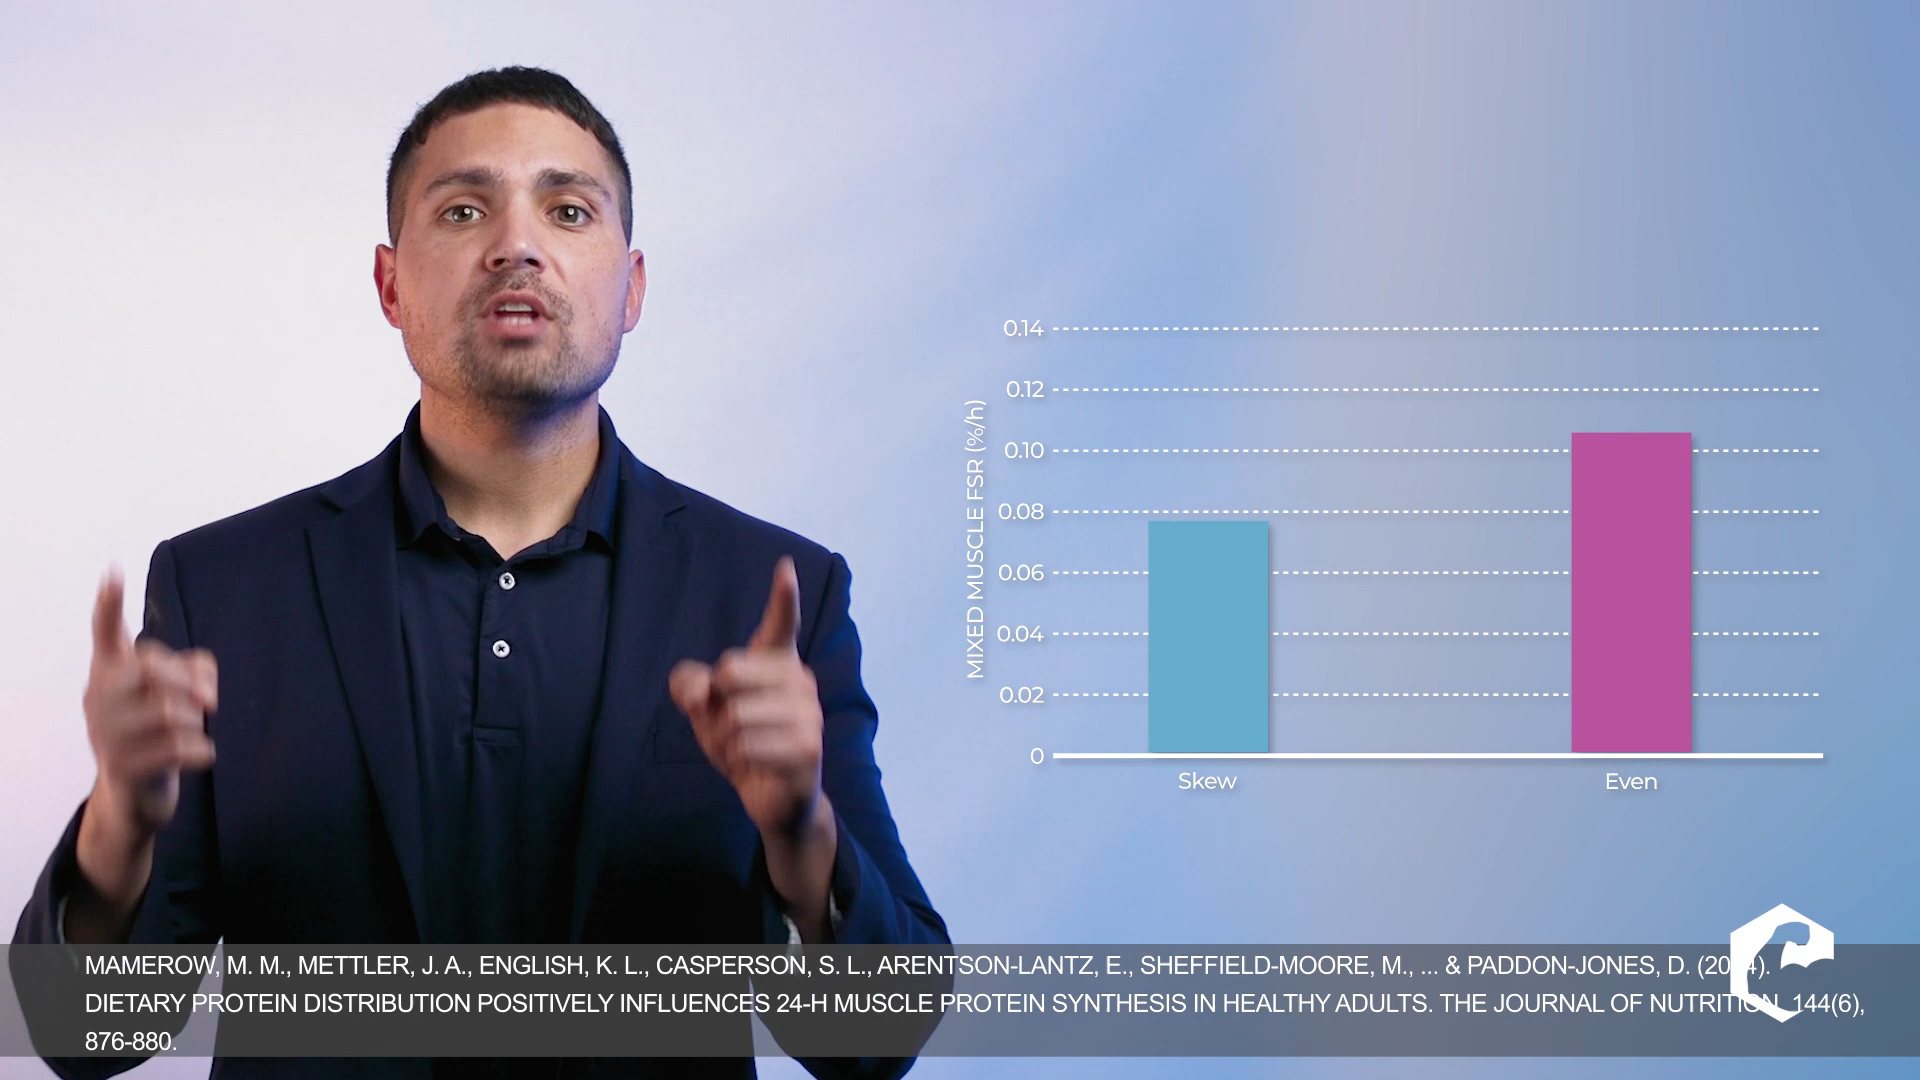 0.14
0.12
0.10
0.08
0.06
0.04
0.02
0
MIXED MUSCLE FSR (%/h)
Skew
Even
MAMEROW, M. M., METTLER, J. A., ENGLISH, K. L., CASPERSON, S. L., ARENTSON-LANTZ, E., SHEFFIELD-MOORE, M., ... & PADDON-JONES, D.
DIETARY PROTEIN DISTRIBUTION POSITIVELY INFLUENCES 24-H MUSCLE PROTEIN SYNTHESIS IN HEALTHY ADULTS. THE JOURNAL OF NUTRITION, 144(6),
876-880.